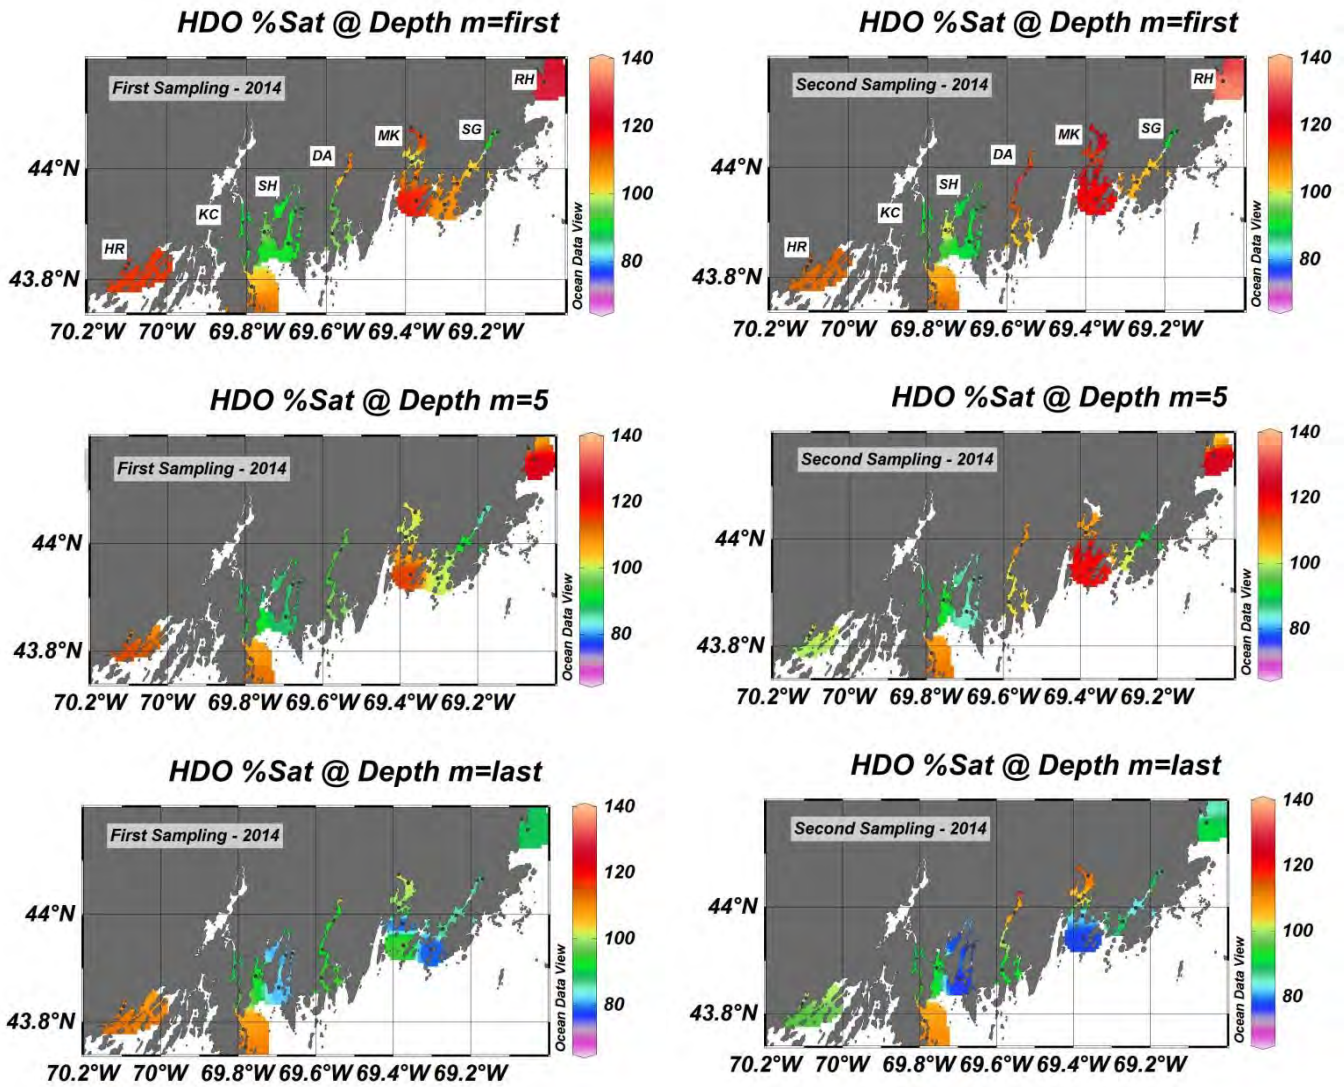 HDO %Sat @ Depth m=first
First Sampling - 2014
HR
KC
SH
DA
MK
SG
RH
44°N
43.8°N
70.2°W 70°W 69.8°W 69.6°W 69.4°W 69.2°W
140
120
100
80
Ocean Data View
HDO %Sat @ Depth m=first
Second Sampling - 2014
HR
KC
SH
DA
MK
SG
RH
44°N
43.8°N
70.2°W 70°W 69.8°W 69.6°W 69.4°W 69.2°W
140
120
100
80
Ocean Data View
HDO %Sat @ Depth m=5
First Sampling - 2014
44°N
43.8°N
70.2°W 70°W 69.8°W 69.6°W 69.4°W 69.2°W
140
120
100
80
Ocean Data View
HDO %Sat @ Depth m=5
Second Sampling - 2014
44°N
43.8°N
70.2°W 70°W 69.8°W 69.6°W 69.4°W 69.2°W
140
120
100
80
Ocean Data View
HDO %Sat @ Depth m=last
First Sampling - 2014
44°N
43.8°N
70.2°W 70°W 69.8°W 69.6°W 69.4°W 69.2°W
140
120
100
80
Ocean Data View
HDO %Sat @ Depth m=last
Second Sampling - 2014
44°N
43.8°N
70.2°W 70°W 69.8°W 69.6°W 69.4°W 69.2°W
140
120
100
80
Ocean Data View